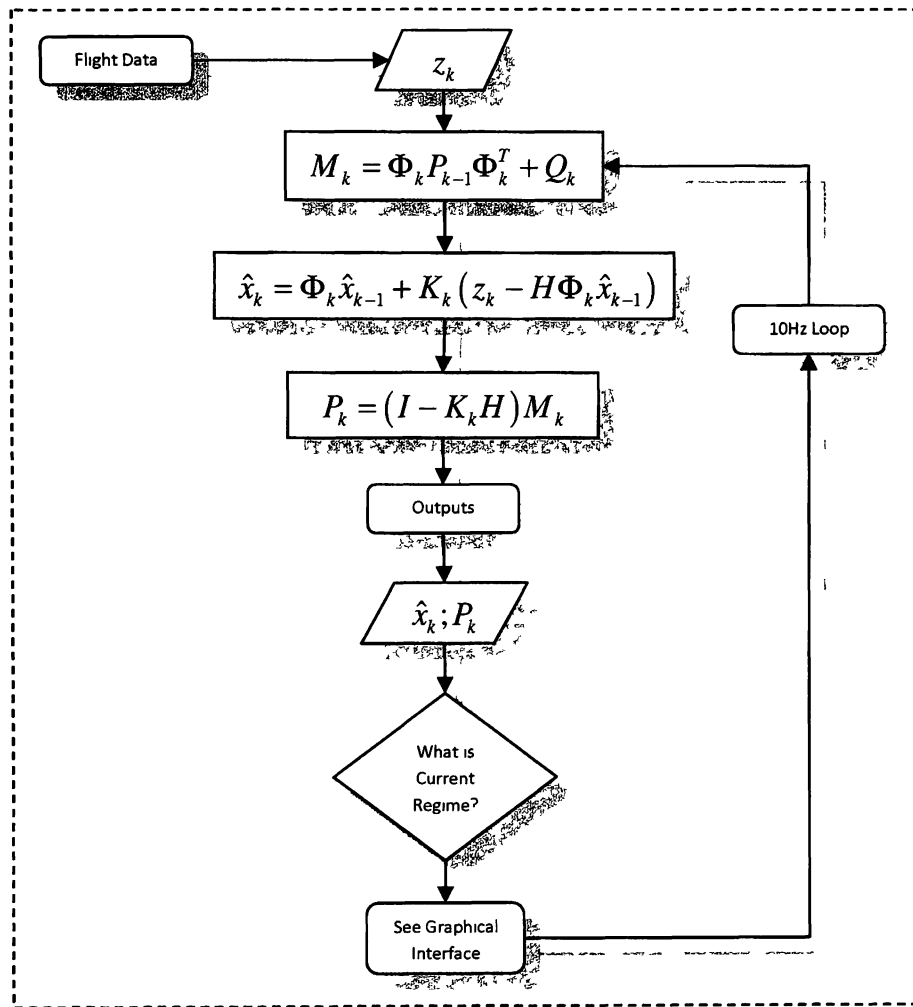 Flight Data
z_k
M_k = Φ_k P_{k-1} Φ_k^T + Q_k
x̂_k = Φ_k x̂_{k-1} + K_k (z_k - HΦ_k x̂_{k-1})
10Hz Loop
P_k = (I - K_k H) M_k
Outputs
x̂_k ; P_k
What is
Current
Regime?
See Graphical
Interface